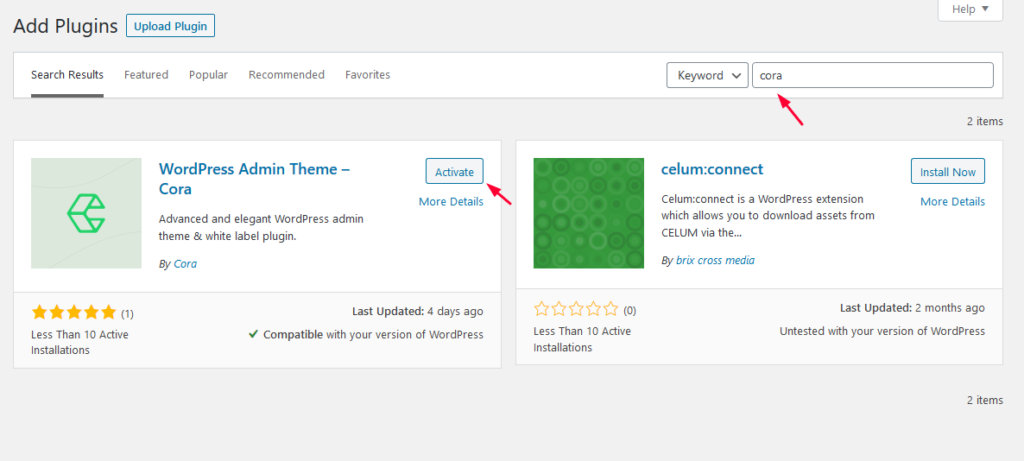 Help
Add Plugins Upload Plugin
Search Results Featured Popular Recommended Favorites Keyword cora
2 items
WordPress Admin Theme –
Cora
Activate
More Details
Advanced and elegant WordPress admin
theme & white label plugin.
By Cora
(1)
Less Than 10 Active
Installations
Last Updated: 4 days ago
Compatible with your version of WordPress
celum:connect
Install Now
More Details
Celum:connect is a WordPress extension
which allows you to download assets from
CELUM via the...
By brix cross media
(0)
Less Than 10 Active
Installations
Last Updated: 2 months ago
Untested with your version of WordPress
2 items